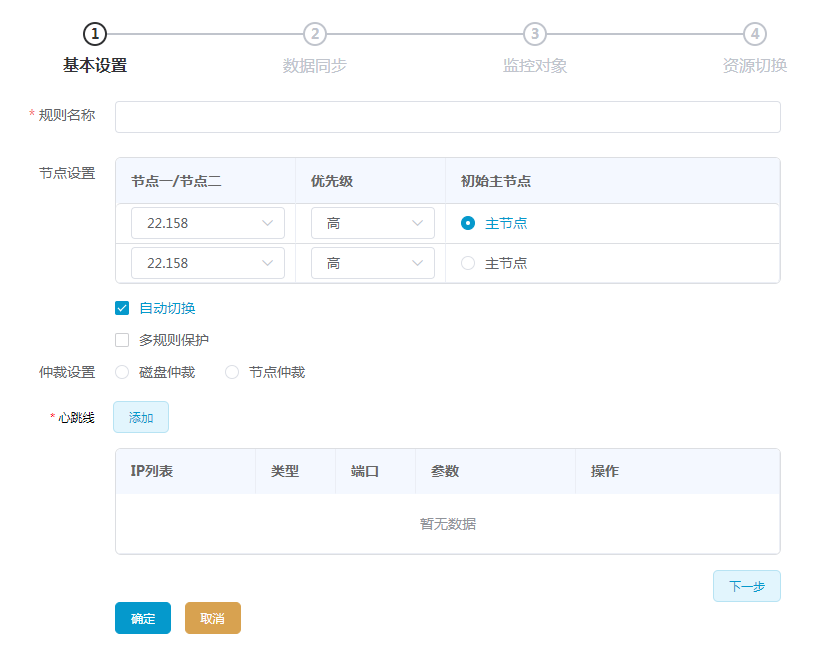 1 2 3 4
基本设置 数据同步 监控对象 资源切换
* 规则名称
节点设置 节点一/节点二 优先级 初始主节点
22.158 高 主节点
22.158 高 主节点
自动切换
多规则保护
仲裁设置 磁盘仲裁 节点仲裁
* 心跳线 添加
IP列表 类型 端口 参数 操作
暂无数据
下一步
确定 取消